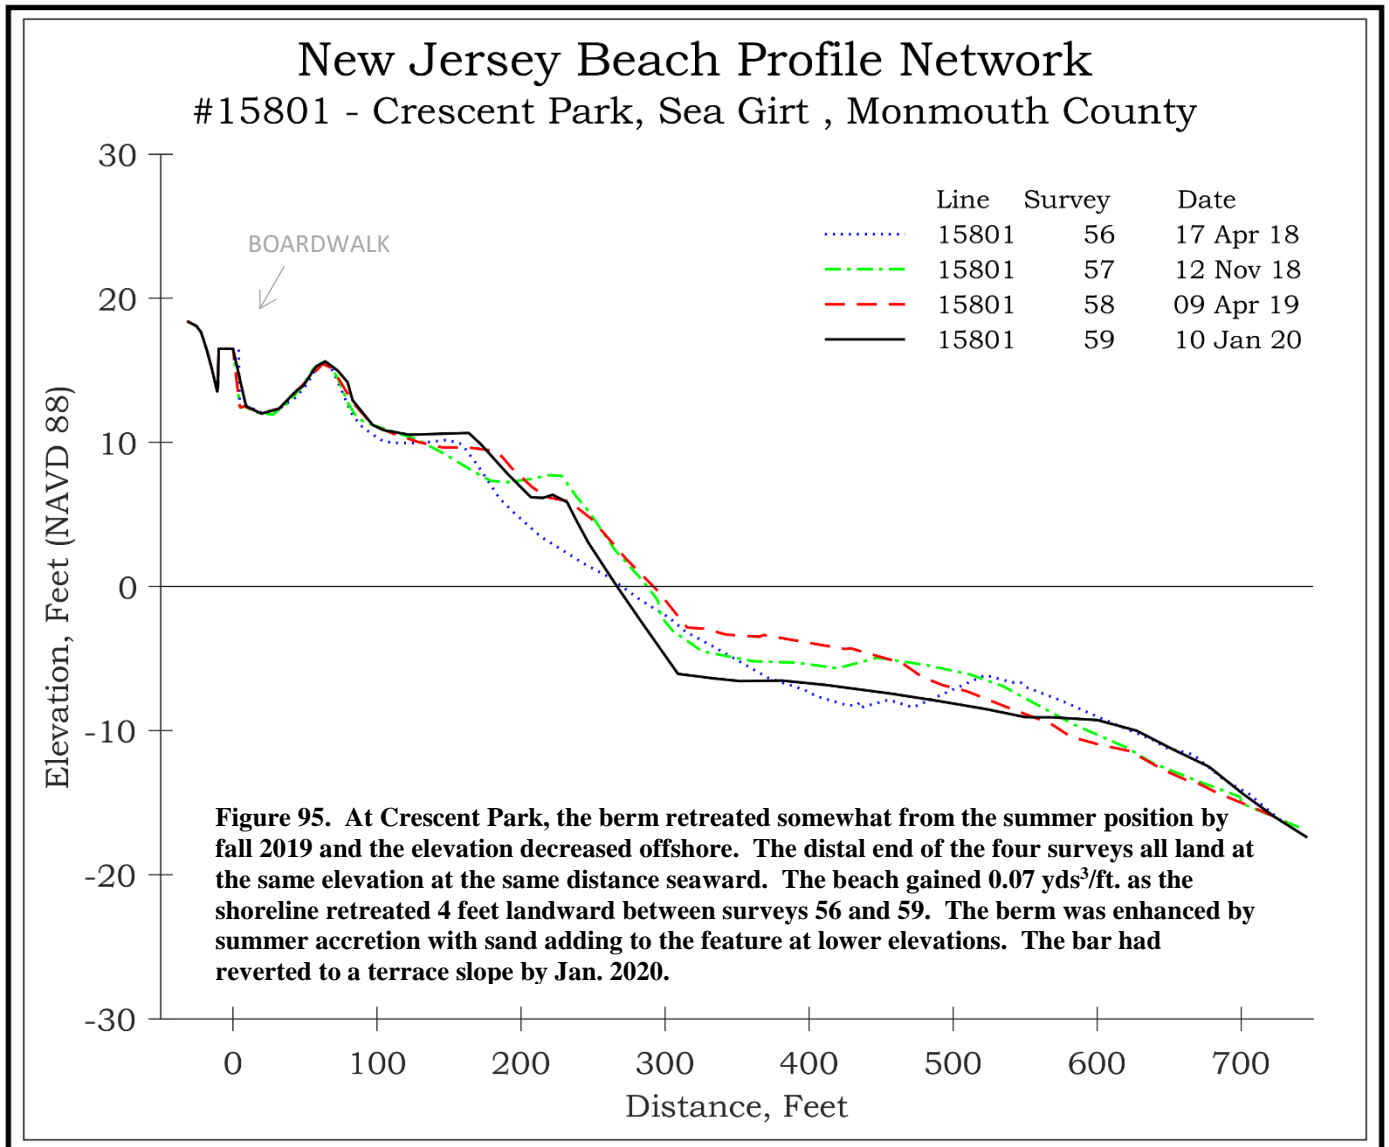 New Jersey Beach Profile Network
#15801 - Crescent Park, Sea Girt , Monmouth County
30
20
10
0
-10
-20
-30
Elevation, Feet (NAVD 88)
BOARDWALK
Line Survey Date
15801 56 17 Apr 18
15801 57 12 Nov 18
15801 58 09 Apr 19
15801 59 10 Jan 20
Figure 95. At Crescent Park, the berm retreated somewhat from the summer position by
fall 2019 and the elevation decreased offshore. The distal end of the four surveys all land at
the same elevation at the same distance seaward. The beach gained 0.07 yds³/ft. as the
shoreline retreated 4 feet landward between surveys 56 and 59. The berm was enhanced by
summer accretion with sand adding to the feature at lower elevations. The bar had
reverted to a terrace slope by Jan. 2020.
0 100 200 300 400 500 600 700
Distance, Feet